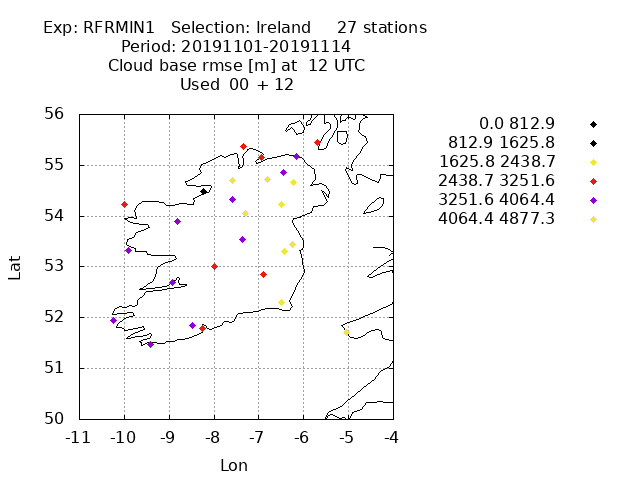 Exp: RFRMIN1 Selection: Ireland 27 stations
Period: 20191101-20191114
Cloud base rmse [m] at 12 UTC
Used 00 + 12
0.0 812.9
812.9 1625.8
1625.8 2438.7
2438.7 3251.6
3251.6 4064.4
4064.4 4877.3
56
55
54
53
52
51
50
Lat
-11 -10 -9 -8 -7 -6 -5 -4
Lon